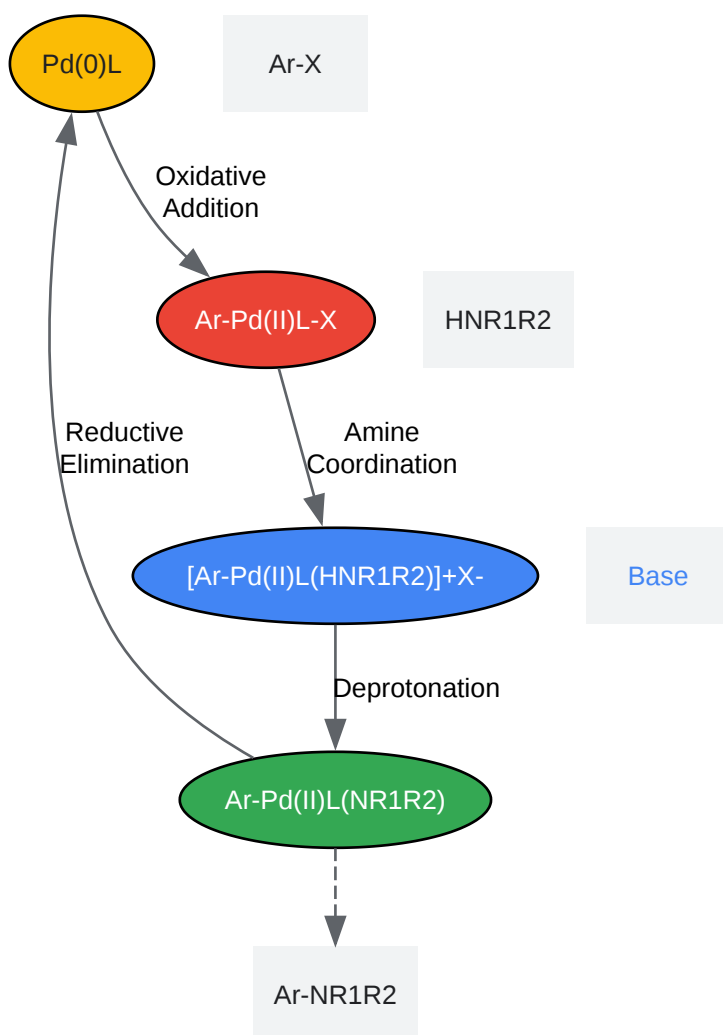 Pd(0)L
Ar-X
Oxidative
Addition
Ar-Pd(II)L-X
HNR1R2
Reductive
Elimination
Amine
Coordination
[Ar-Pd(II)L(HNR1R2)]+X-
Base
Deprotonation
Ar-Pd(II)L(NR1R2)
Ar-NR1R2